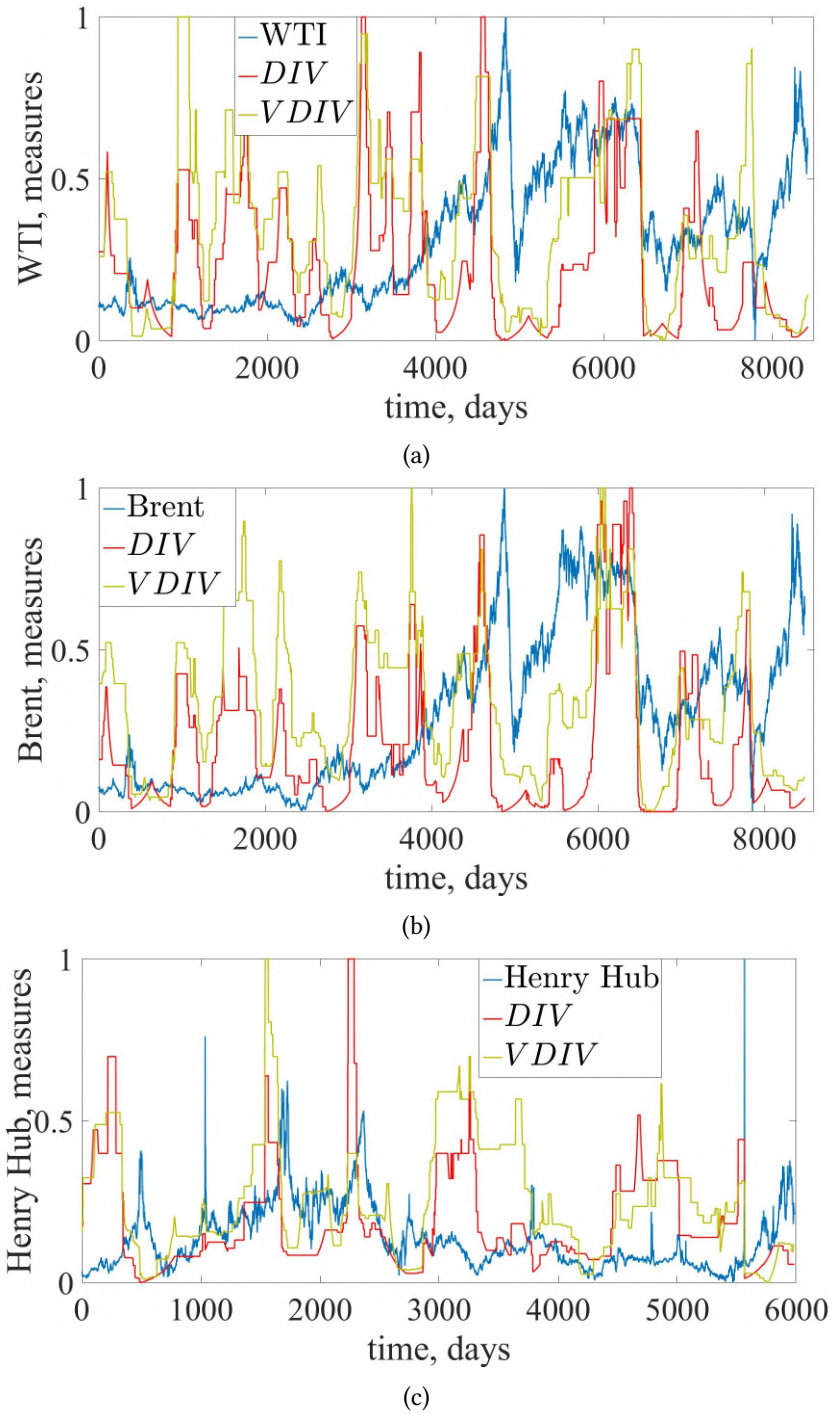 WTI, measures
1
0.5
0
WTI
DIV
VDIV
0 2000 4000 6000 8000
time, days
(a)
Brent, measures
1
0.5
0
Brent
DIV
VDIV
0 2000 4000 6000 8000
time, days
(b)
Henry Hub, measures
1
0.5
0
Henry Hub
DIV
VDIV
0 1000 2000 3000 4000 5000 6000
time, days
(c)